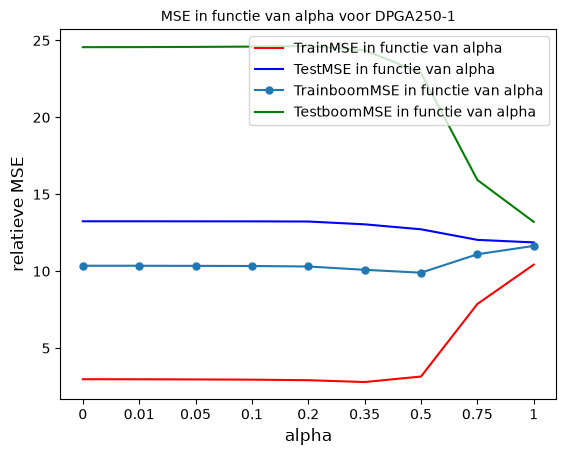 MSE in functie van alpha voor DPGA250-1
TrainMSE in functie van alpha
TestMSE in functie van alpha
TrainboomMSE in functie van alpha
TestboomMSE in functie van alpha
relatieve MSE
25
20
15
10
5
0 0.01 0.05 0.1 0.2 0.35 0.5 0.75 1
alpha